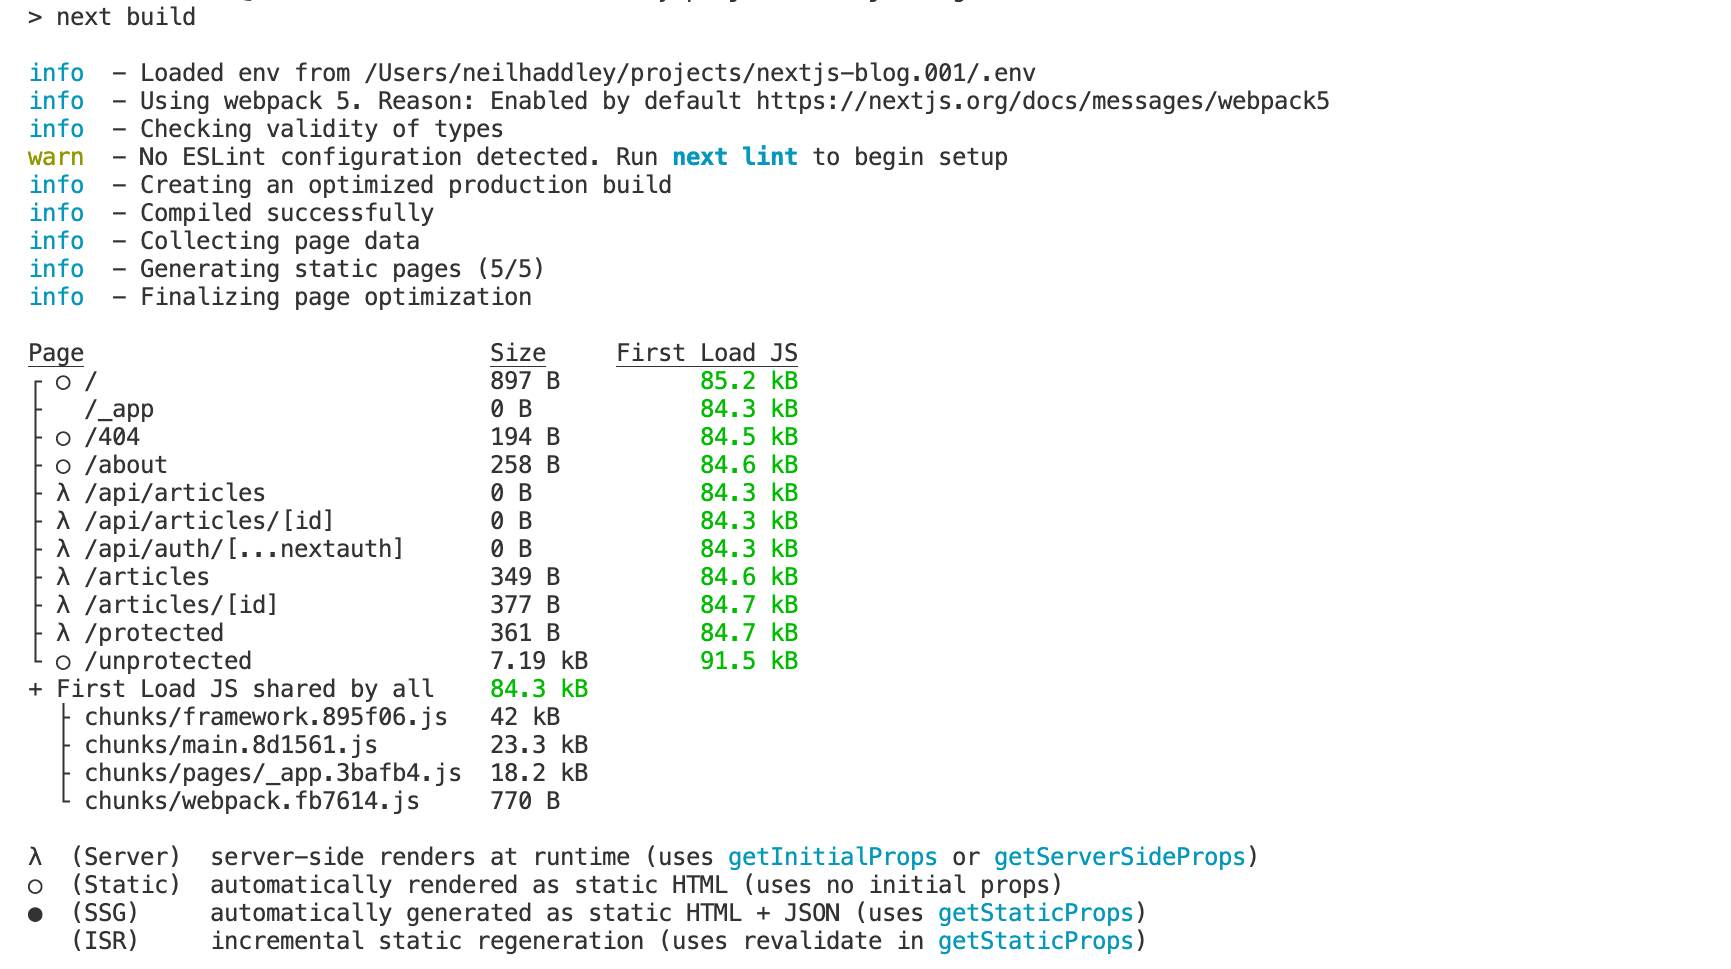 > next build
info  – Loaded env from /Users/neilhaddley/projects/nextjs-blog.001/.env
info  – Using webpack 5. Reason: Enabled by default https://nextjs.org/docs/messages/webpack5
info  – Checking validity of types
warn  – No ESLint configuration detected. Run next lint to begin setup
info  – Creating an optimized production build
info  – Compiled successfully
info  – Collecting page data
info  – Generating static pages (5/5)
info  – Finalizing page optimization
Page                             Size     First Load JS
┌ ○ /                            897 B          85.2 kB
├   /_app                        0 B            84.3 kB
├ ○ /404                         194 B          84.5 kB
├ ○ /about                       258 B          84.6 kB
├ λ /api/articles                0 B            84.3 kB
├ λ /api/articles/[id]           0 B            84.3 kB
├ λ /api/auth/[...nextauth]      0 B            84.3 kB
├ λ /articles                    349 B          84.6 kB
├ λ /articles/[id]               377 B          84.7 kB
├ λ /protected                   361 B          84.7 kB
└ ○ /unprotected                 7.19 kB        91.5 kB
+ First Load JS shared by all    84.3 kB
  ├ chunks/framework.895f06.js   42 kB
  ├ chunks/main.8d1561.js        23.3 kB
  ├ chunks/pages/_app.3bafb4.js  18.2 kB
  └ chunks/webpack.fb7614.js     770 B
λ  (Server)  server-side renders at runtime (uses getInitialProps or getServerSideProps)
○  (Static)  automatically rendered as static HTML (uses no initial props)
●  (SSG)     automatically generated as static HTML + JSON (uses getStaticProps)
   (ISR)     incremental static regeneration (uses revalidate in getStaticProps)